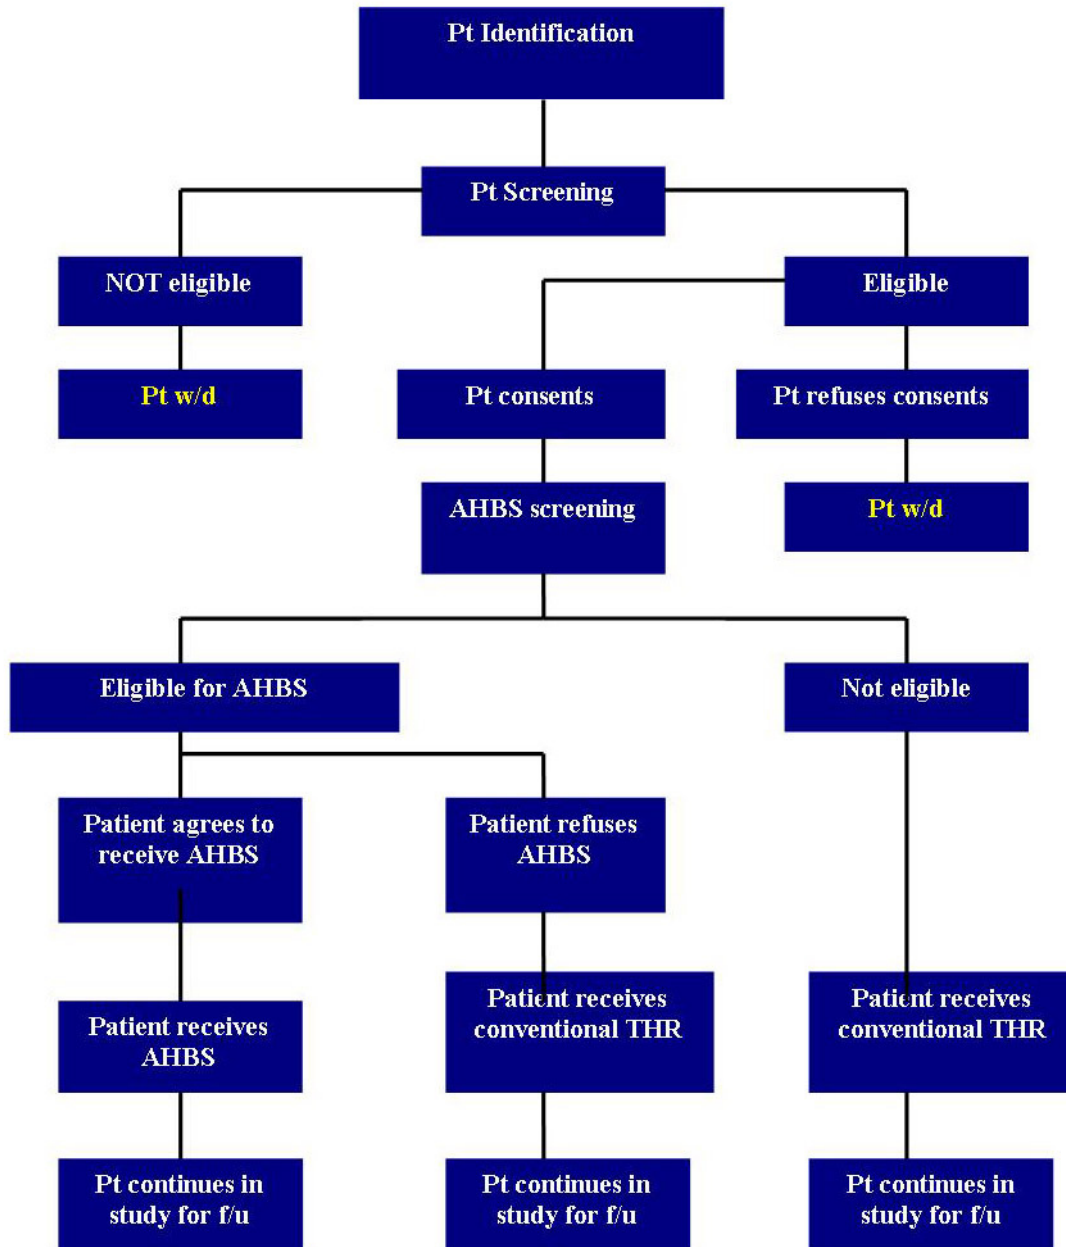 Pt Identification
Pt Screening
NOT eligible
Eligible
Pt w/d
Pt consents
Pt refuses consents
AHBS screening
Pt w/d
Eligible for AHBS
Not eligible
Patient agrees to
receive AHBS
Patient refuses
AHBS
Patient receives
AHBS
Patient receives
conventional THR
Patient receives
conventional THR
Pt continues in
study for f/u
Pt continues in
study for f/u
Pt continues in
study for f/u